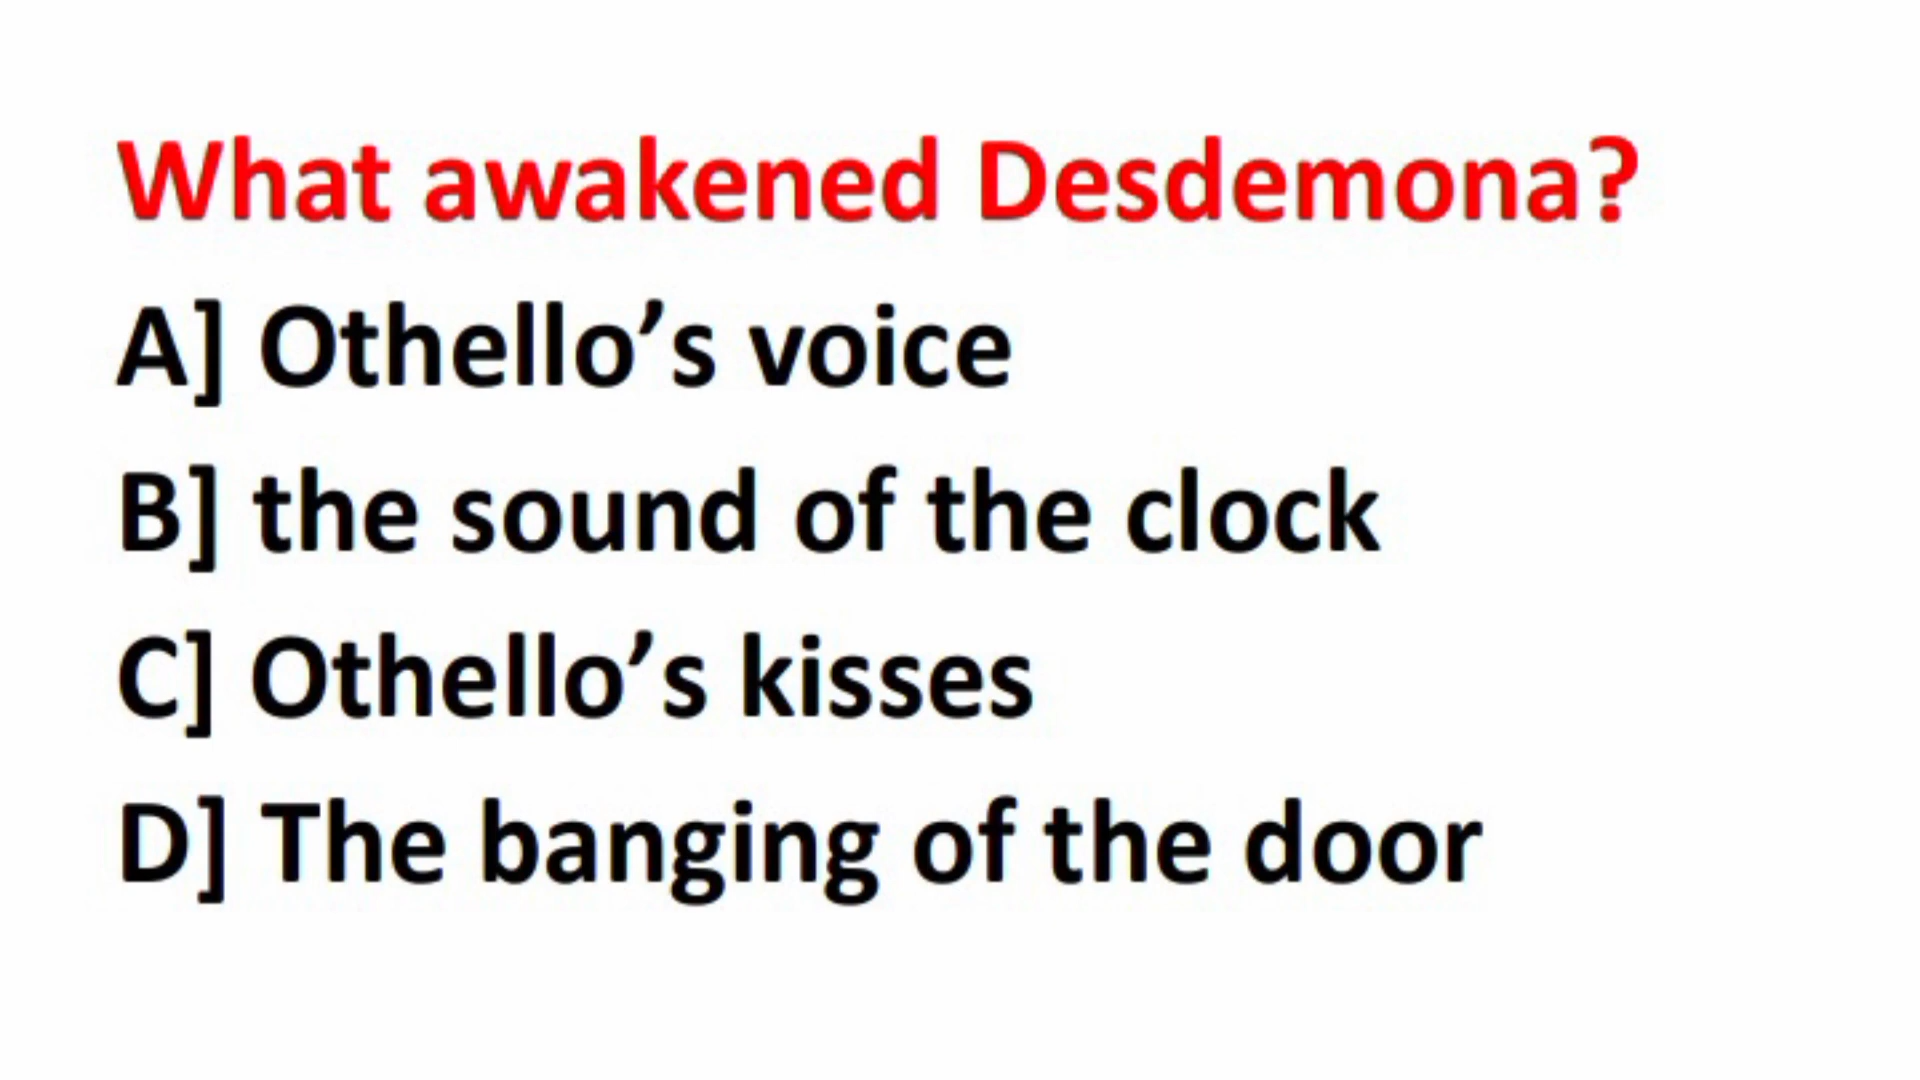 What awakened Desdemona?
A] Othello’s voice
B] the sound of the clock
C] Othello’s kisses
D] The banging of the door